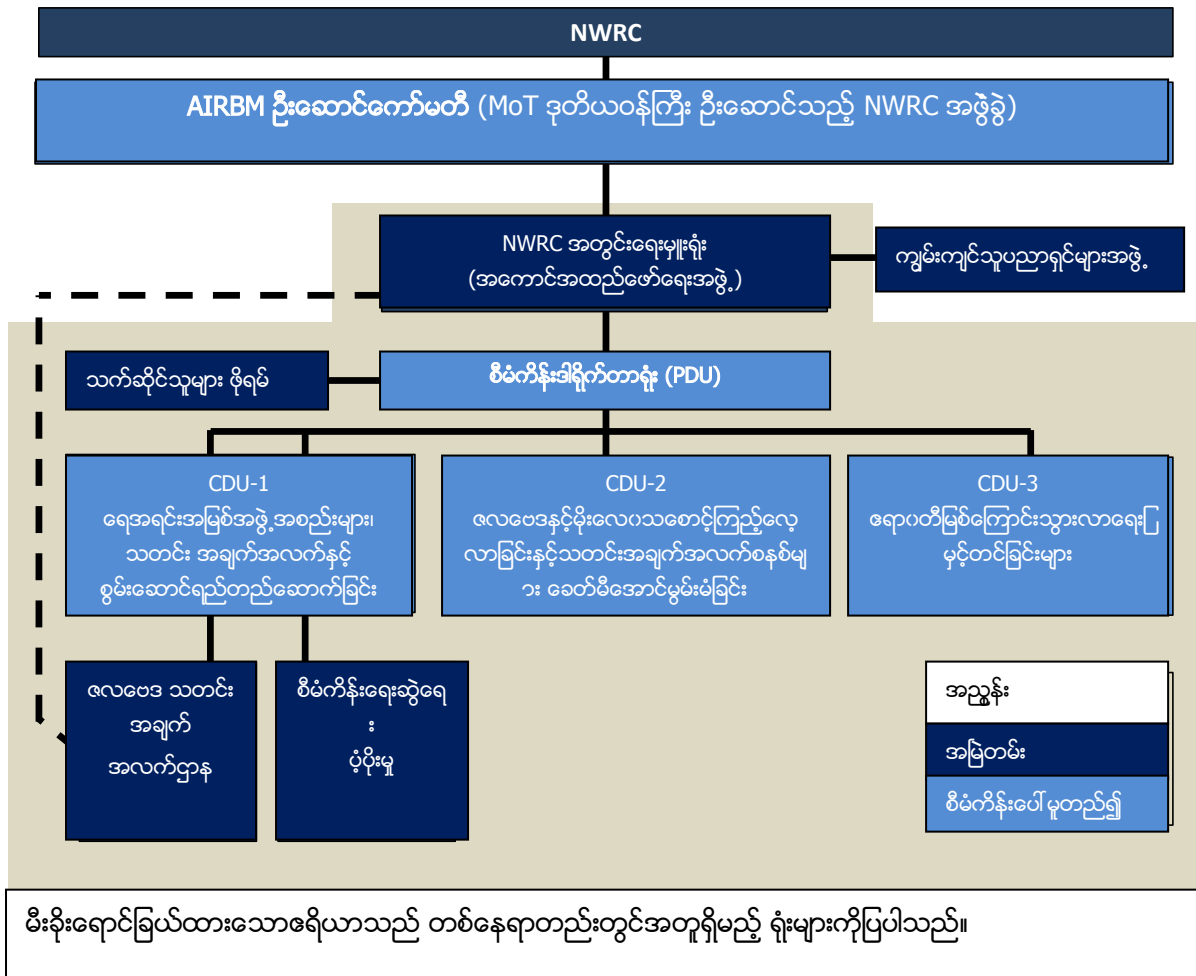 NWRC
AIRBM ဦးဆောင်ကော်မတီ (MoT ဒုတိယဝန်ကြီး ဦးဆောင်သည့် NWRC အဖွဲ့ခွဲ)
NWRC အတွင်းရေးမှူးရုံး
(အကောင်အထည်ဖော်ရေးအဖွဲ့)
ကျွမ်းကျင်သူပညာရှင်များအဖွဲ့
သက်ဆိုင်သူများ ဖိုရမ်
စီမံကိန်းဒါရိုက်တာရုံး (PDU)
CDU-1
ရေအရင်းအမြစ်အဖွဲ့အစည်းများ၊
သတင်း အချက်အလက်နှင့်
စွမ်းဆောင်ရည်တည်ဆောက်ခြင်း
CDU-2
ဇလဗေဒနှင့်မိုးလေ၀သစောင့်ကြည့်လေ့
လာခြင်းနှင့်သတင်းအချက်အလက်စနစ်မျ
ား ခေတ်မီအောင်မွမ်းမံခြင်း
CDU-3
ဧရာ၀တီမြစ်ကြောင်းသွားလာရေးမြ
ှင့်တင်ခြင်းများ
ဇလဗေဒ သတင်း
အချက်
အလက်ဌာန
စီမံကိန်းရေးဆွဲရေ
း
ပံ့ပိုးမှု
အညွှန်း
အမြဲတမ်း
စီမံကိန်းပေါ်မူတည်၍
မီးခိုးရောင်ခြယ်ထားသောဧရိယာသည် တစ်နေရာတည်းတွင်အတူရှိမည့် ရုံးများကိုပြပါသည်။